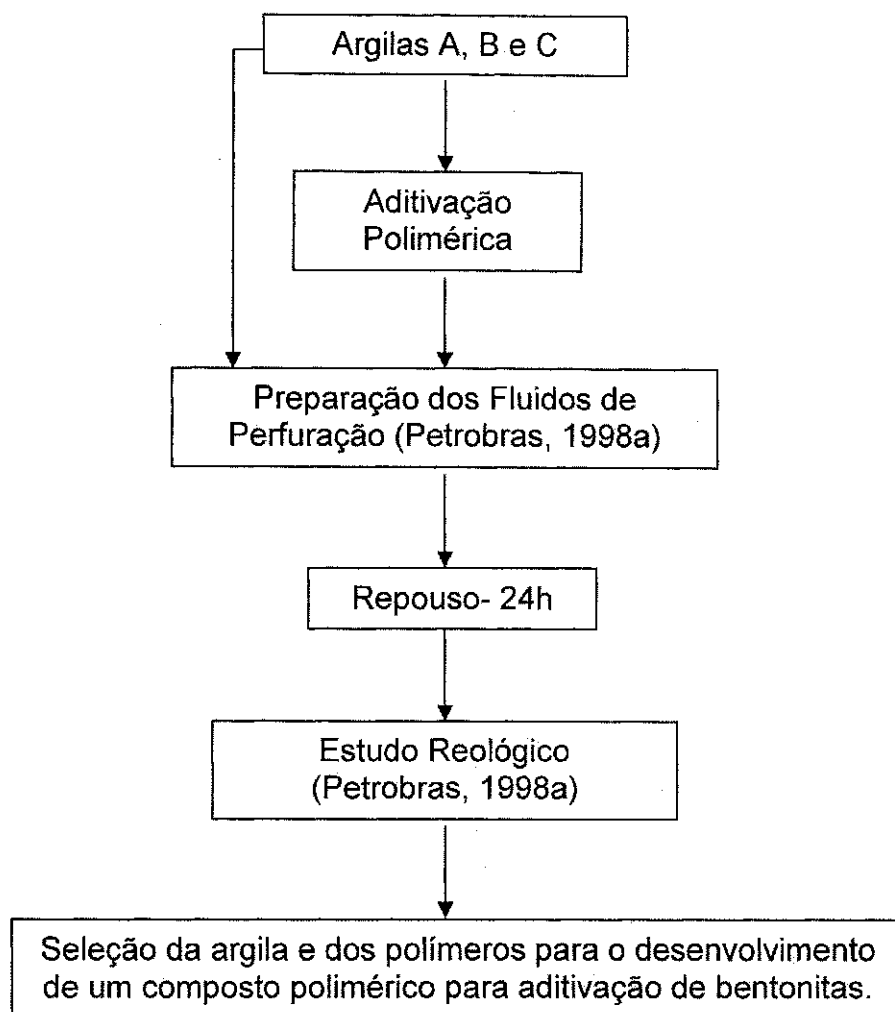 Argilas A, B e C
Aditivação
Polimérica
Preparação dos Fluidos de
Perfuração (Petrobras, 1998a)
Repouso- 24h
Estudo Reológico
(Petrobras, 1998a)
Seleção da argila e dos polímeros para o desenvolvimento
de um composto polimérico para aditivação de bentonitas.